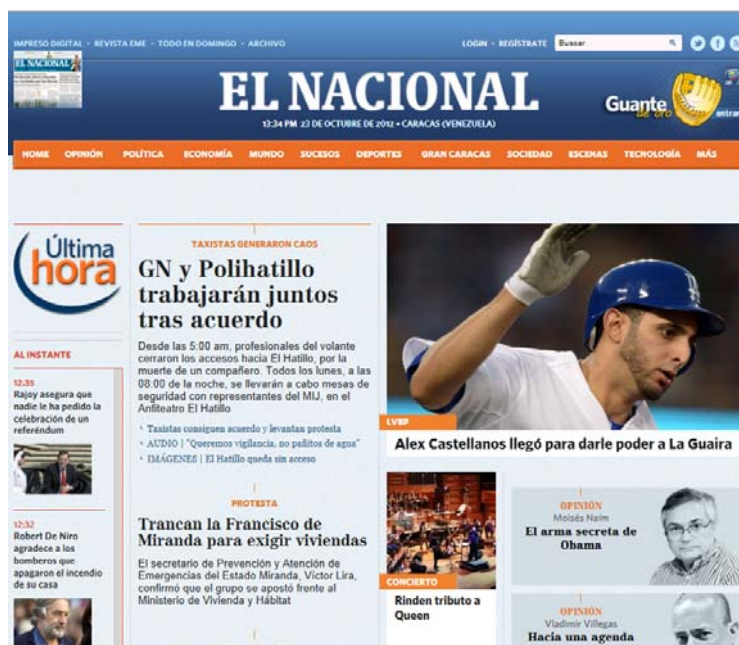 IMPRESO DIGITAL · REVISTA EME · TODO EN DOMINGO · ARCHIVO
LOGIN · REGÍSTRATE
Buscar
EL NACIONAL
EL NACIONAL
13:34 PM 23 DE OCTUBRE DE 2012 • CARACAS (VENEZUELA)
Guante
de oro
entrar
HOME OPINIÓN POLÍTICA ECONOMÍA MUNDO SUCESOS DEPORTES GRAN CARACAS SOCIEDAD ESCENAS TECNOLOGÍA MÁS
Última
hora
AL INSTANTE
12:35
Rajoy asegura que
nadie le ha pedido la
celebración de un
referéndum
12:32
Robert De Niro
agradece a los
bomberos que
apagaron el incendio
de su casa
TAXISTAS GENERARON CAOS
GN y Polihatillo
trabajarán juntos
tras acuerdo
Desde las 5:00 am, profesionales del volante
cerraron los accesos hacia El Hatillo, por la
muerte de un compañero. Todos los lunes, a las
08:00 de la noche, se llevarán a cabo mesas de
seguridad con representantes del MIJ, en el
Anfiteatro El Hatillo
Taxistas consiguen acuerdo y levantan protesta
AUDIO | "Queremos vigilancia, no pañitos de agua"
IMÁGENES | El Hatillo queda sin acceso
PROTESTA
Trancan la Francisco de
Miranda para exigir viviendas
El secretario de Prevención y Atención de
Emergencias del Estado Miranda, Víctor Lira,
confirmó que el grupo se apostó frente al
Ministerio de Vivienda y Hábitat
LVBP
Alex Castellanos llegó para darle poder a La Guaira
CONCIERTO
Rinden tributo a
Queen
OPINIÓN
Moisés Naím
El arma secreta de
Obama
OPINIÓN
Vladimir Villegas
Hacia una agenda